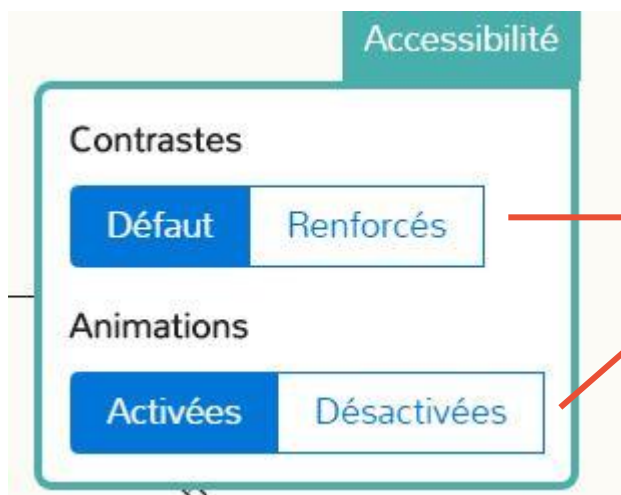 Accessibilité
Contrastes
Défaut Renforcés
Animations
Activées Désactivées